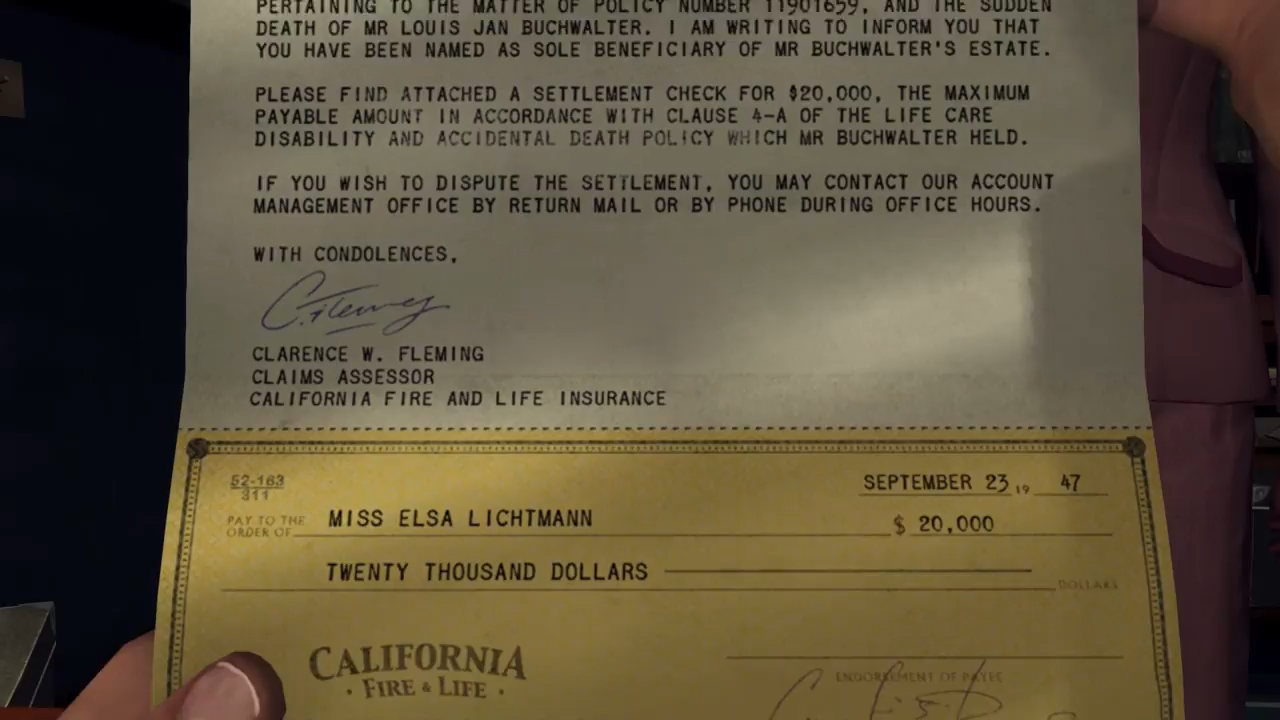 PERTAINING TO THE MATTER OF POLICY NUMBER 11901659, AND THE SUDDEN
DEATH OF MR LOUIS JAN BUCHWALTER. I AM WRITING TO INFORM YOU THAT
YOU HAVE BEEN NAMED AS SOLE BENEFICIARY OF MR BUCHWALTER'S ESTATE.
PLEASE FIND ATTACHED A SETTLEMENT CHECK FOR $20,000, THE MAXIMUM
PAYABLE AMOUNT IN ACCORDANCE WITH CLAUSE 4-A OF THE LIFE CARE
DISABILITY AND ACCIDENTAL DEATH POLICY WHICH MR BUCHWALTER HELD.
IF YOU WISH TO DISPUTE THE SETTLEMENT, YOU MAY CONTACT OUR ACCOUNT
MANAGEMENT OFFICE BY RETURN MAIL OR BY PHONE DURING OFFICE HOURS.
WITH CONDOLENCES,
C. Fleming
CLARENCE W. FLEMING
CLAIMS ASSESSOR
CALIFORNIA FIRE AND LIFE INSURANCE
52-163
311
SEPTEMBER 23, 19 47
PAY TO THE
ORDER OF MISS ELSA LICHTMANN $ 20,000
TWENTY THOUSAND DOLLARS DOLLARS
CALIFORNIA
· FIRE & LIFE ·
ENDORSEMENT OF PAYEE